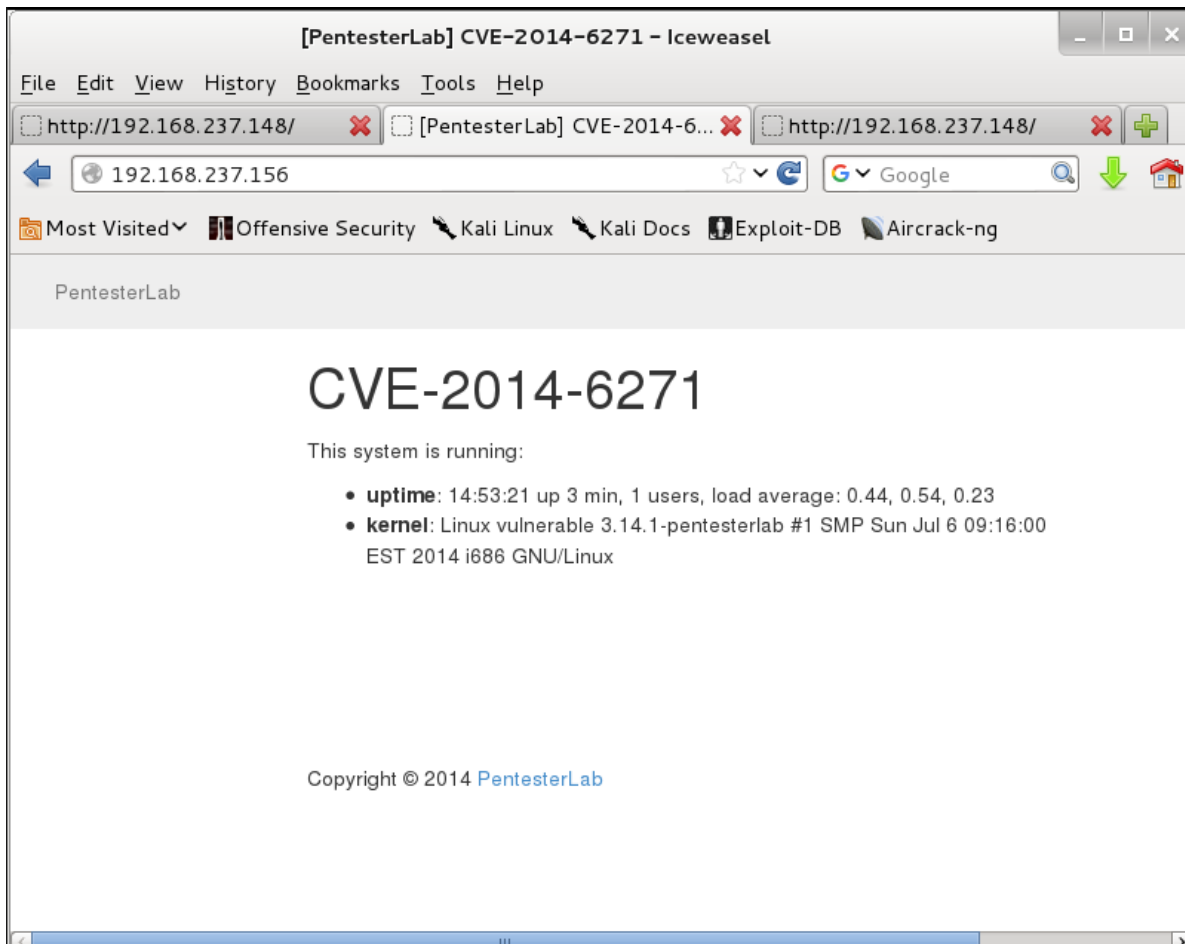 [PentesterLab] CVE-2014-6271 - Iceweasel
File Edit View History Bookmarks Tools Help
http://192.168.237.148/ [PentesterLab] CVE-2014-6... http://192.168.237.148/
192.168.237.156 Google
Most Visited Offensive Security Kali Linux Kali Docs Exploit-DB Aircrack-ng
PentesterLab
CVE-2014-6271
This system is running:
• uptime: 14:53:21 up 3 min, 1 users, load average: 0.44, 0.54, 0.23
• kernel: Linux vulnerable 3.14.1-pentesterlab #1 SMP Sun Jul 6 09:16:00
EST 2014 i686 GNU/Linux
Copyright © 2014 PentesterLab